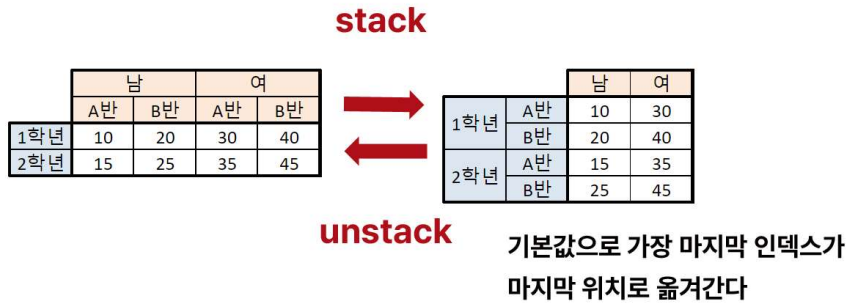 stack
남 여
A반 B반 A반 B반
1학년 10 20 30 40
2학년 15 25 35 45
남 여
1학년 A반 10 30
B반 20 40
2학년 A반 15 35
B반 25 45
unstack
기본값으로 가장 마지막 인덱스가
마지막 위치로 옮겨간다